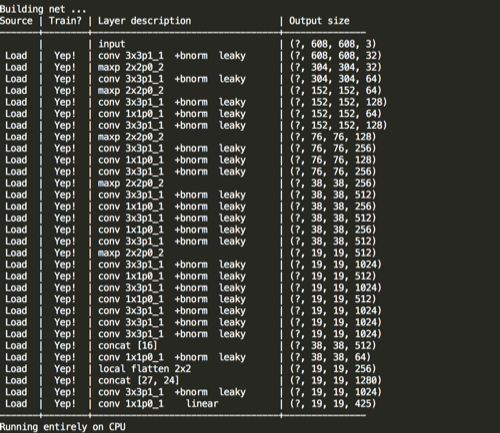 Building net ...
Source | Train? | Layer description | Output size
-------+--------+----------------------------------+---------------
| | input | (?, 608, 608, 3)
Load | Yep! | conv 3x3p1_1 +bnorm leaky | (?, 608, 608, 32)
Load | Yep! | maxp 2x2p0_2 | (?, 304, 304, 32)
Load | Yep! | conv 3x3p1_1 +bnorm leaky | (?, 304, 304, 64)
Load | Yep! | maxp 2x2p0_2 | (?, 152, 152, 64)
Load | Yep! | conv 3x3p1_1 +bnorm leaky | (?, 152, 152, 128)
Load | Yep! | conv 1x1p0_1 +bnorm leaky | (?, 152, 152, 64)
Load | Yep! | conv 3x3p1_1 +bnorm leaky | (?, 152, 152, 128)
Load | Yep! | maxp 2x2p0_2 | (?, 76, 76, 128)
Load | Yep! | conv 3x3p1_1 +bnorm leaky | (?, 76, 76, 256)
Load | Yep! | conv 1x1p0_1 +bnorm leaky | (?, 76, 76, 128)
Load | Yep! | conv 3x3p1_1 +bnorm leaky | (?, 76, 76, 256)
Load | Yep! | maxp 2x2p0_2 | (?, 38, 38, 256)
Load | Yep! | conv 3x3p1_1 +bnorm leaky | (?, 38, 38, 512)
Load | Yep! | conv 1x1p0_1 +bnorm leaky | (?, 38, 38, 256)
Load | Yep! | conv 3x3p1_1 +bnorm leaky | (?, 38, 38, 512)
Load | Yep! | conv 1x1p0_1 +bnorm leaky | (?, 38, 38, 256)
Load | Yep! | conv 3x3p1_1 +bnorm leaky | (?, 38, 38, 512)
Load | Yep! | maxp 2x2p0_2 | (?, 19, 19, 512)
Load | Yep! | conv 3x3p1_1 +bnorm leaky | (?, 19, 19, 1024)
Load | Yep! | conv 1x1p0_1 +bnorm leaky | (?, 19, 19, 512)
Load | Yep! | conv 3x3p1_1 +bnorm leaky | (?, 19, 19, 1024)
Load | Yep! | conv 1x1p0_1 +bnorm leaky | (?, 19, 19, 512)
Load | Yep! | conv 3x3p1_1 +bnorm leaky | (?, 19, 19, 1024)
Load | Yep! | conv 3x3p1_1 +bnorm leaky | (?, 19, 19, 1024)
Load | Yep! | conv 3x3p1_1 +bnorm leaky | (?, 19, 19, 1024)
Load | Yep! | concat [16] | (?, 38, 38, 512)
Load | Yep! | conv 1x1p0_1 +bnorm leaky | (?, 38, 38, 64)
Load | Yep! | local flatten 2x2 | (?, 19, 19, 256)
Load | Yep! | concat [27, 24] | (?, 19, 19, 1280)
Load | Yep! | conv 3x3p1_1 +bnorm leaky | (?, 19, 19, 1024)
Load | Yep! | conv 1x1p0_1 linear | (?, 19, 19, 425)
-------+--------+----------------------------------+---------------
Running entirely on CPU